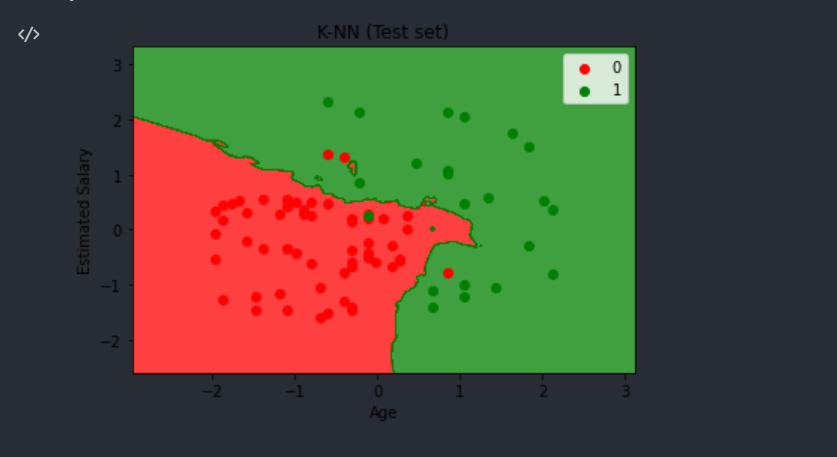 </>
K-NN (Test set)
0
1
Estimated Salary
3
2
1
0
−1
−2
−2 −1 0 1 2 3
Age